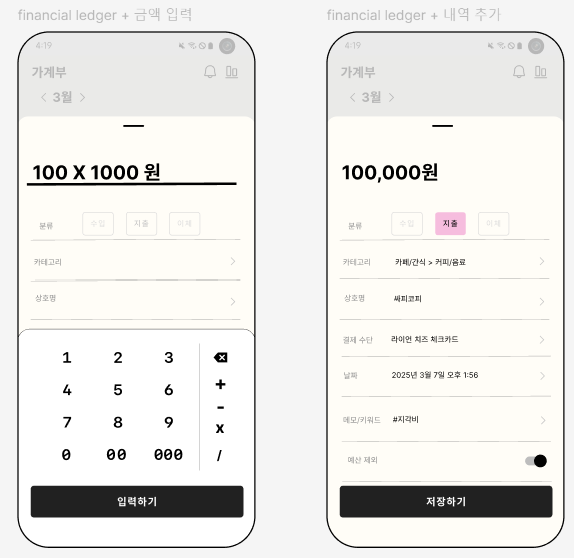 financial ledger + 금액 입력
4:19
가계부
< 3월 >
100 X 1000 원
분류 수입 지출 이체
카테고리
상호명
1 2 3
4 5 6 +
7 8 9 -
x
0 00 000 /
입력하기
financial ledger + 내역 추가
4:19
가계부
< 3월 >
100,000원
분류 수입 지출 이체
카테고리 카페/간식 > 커피/음료
상호명 싸피코피
결제 수단 라이언 치즈 체크카드
날짜 2025년 3월 7일 오후 1:56
메모/키워드 #지각비
예산 제외
저장하기